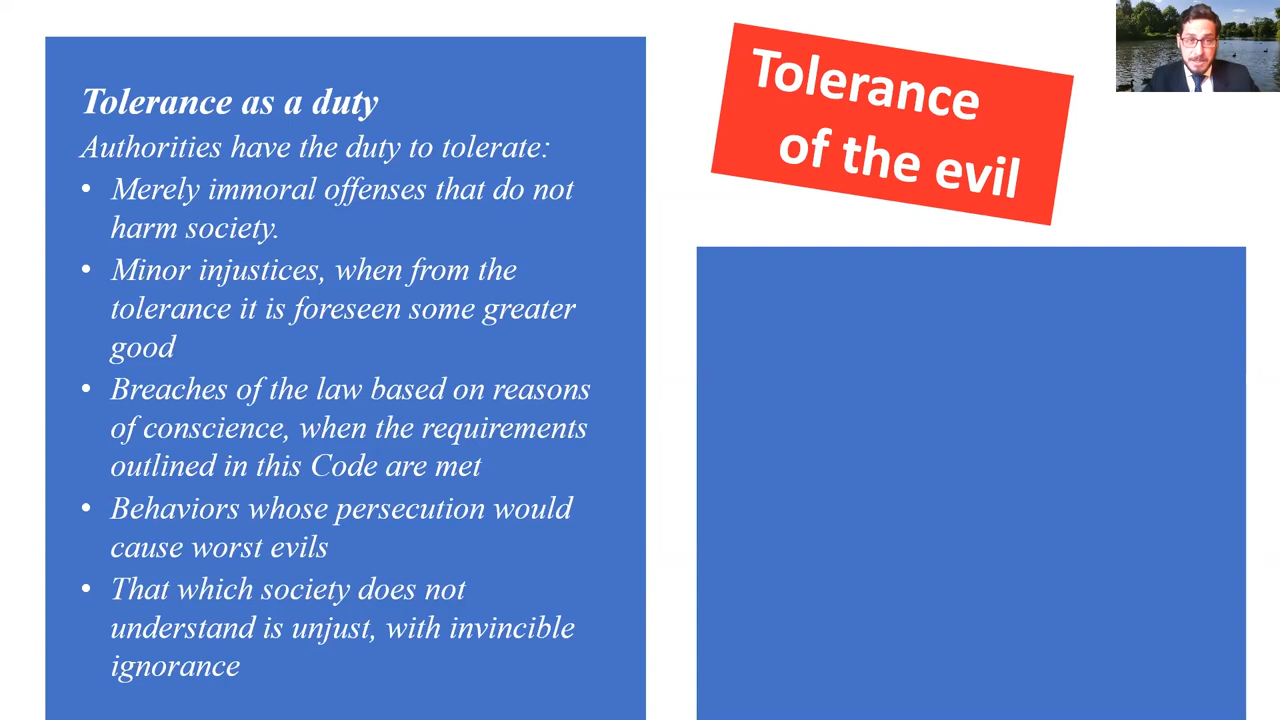 Tolerance as a duty
Authorities have the duty to tolerate:
• Merely immoral offenses that do not
harm society.
• Minor injustices, when from the
tolerance it is foreseen some greater
good
• Breaches of the law based on reasons
of conscience, when the requirements
outlined in this Code are met
• Behaviors whose persecution would
cause worst evils
• That which society does not
understand is unjust, with invincible
ignorance
Tolerance
of the evil